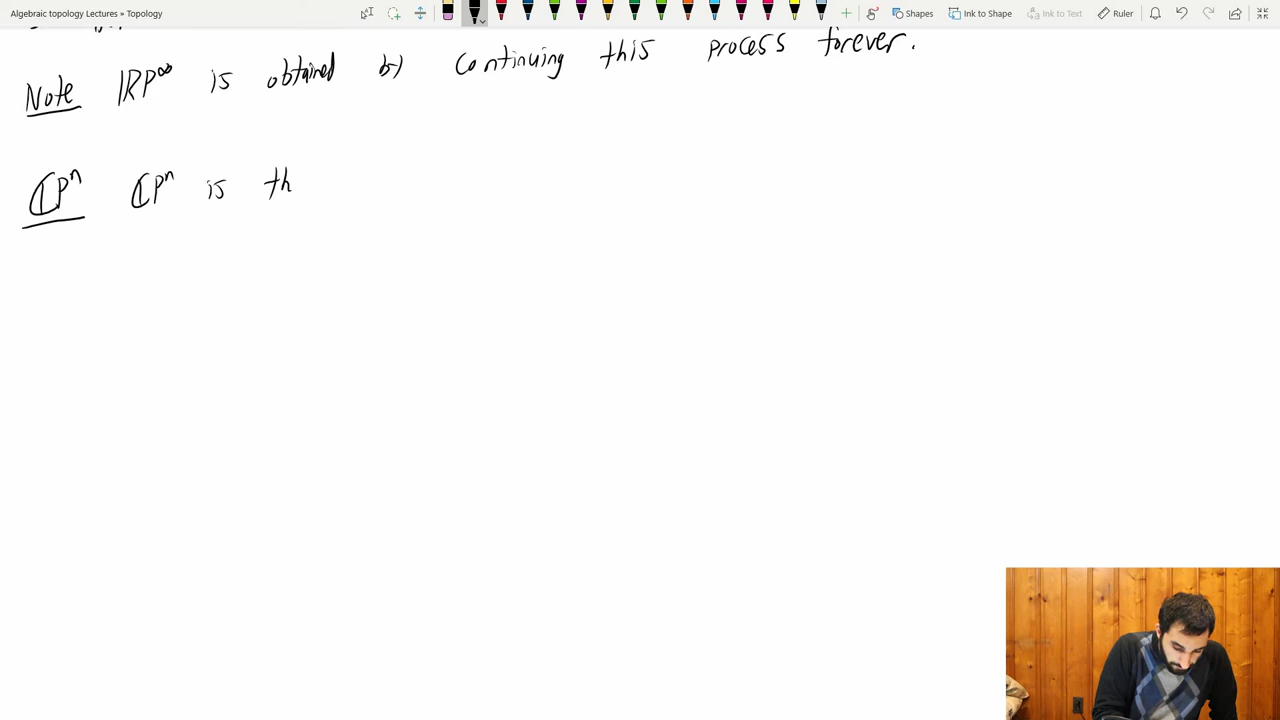 Algebraic topology Lectures » Topology
Shapes
Ink to Shape
Ink to Text
Ruler
Note ℝP^∞ is obtained by continuing this process forever.
ℂP^n ℂP^n is th